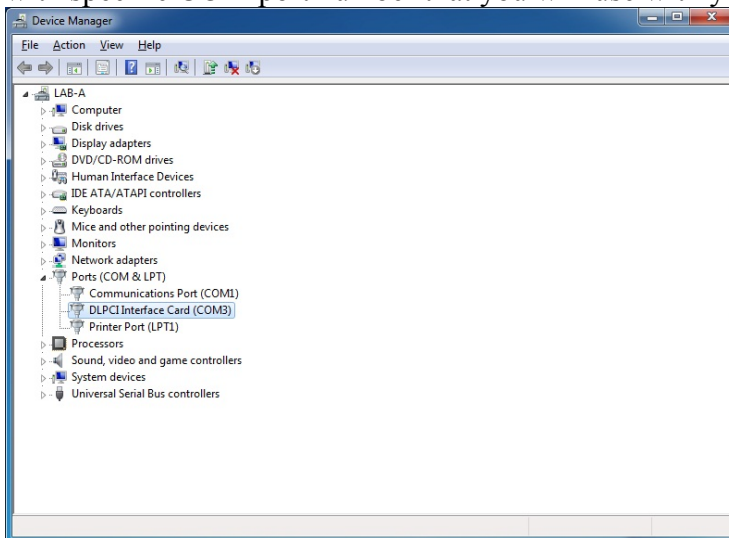 Device Manager
File Action View Help
LAB-A
Computer
Disk drives
Display adapters
DVD/CD-ROM drives
Human Interface Devices
IDE ATA/ATAPI controllers
Keyboards
Mice and other pointing devices
Monitors
Network adapters
Ports (COM & LPT)
Communications Port (COM1)
DLPCI Interface Card (COM3)
Printer Port (LPT1)
Processors
Sound, video and game controllers
System devices
Universal Serial Bus controllers